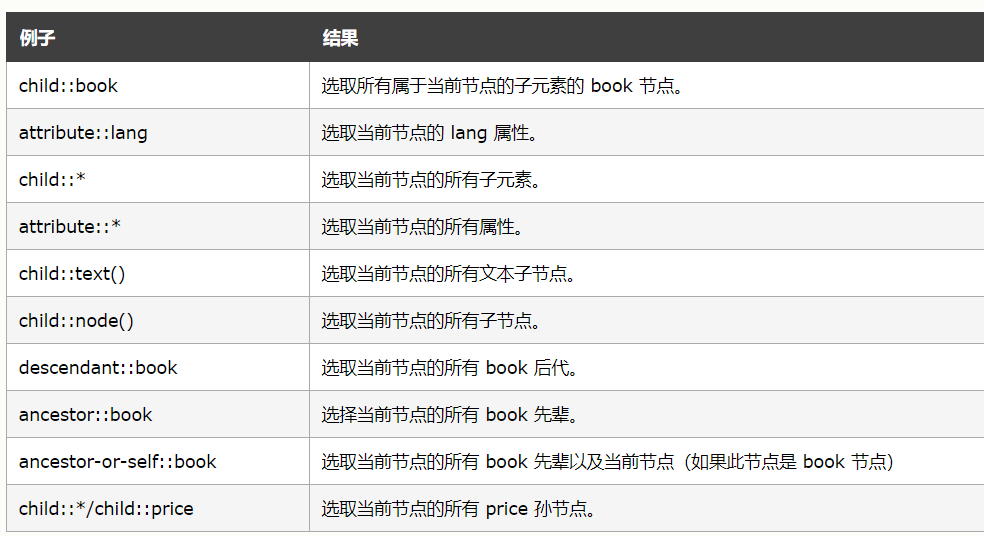 例子 结果
child::book 选取所有属于当前节点的子元素的 book 节点。
attribute::lang 选取当前节点的 lang 属性。
child::* 选取当前节点的所有子元素。
attribute::* 选取当前节点的所有属性。
child::text() 选取当前节点的所有文本子节点。
child::node() 选取当前节点的所有子节点。
descendant::book 选取当前节点的所有 book 后代。
ancestor::book 选择当前节点的所有 book 先辈。
ancestor-or-self::book 选取当前节点的所有 book 先辈以及当前节点（如果此节点是 book 节点）
child::*/child::price 选取当前节点的所有 price 孙节点。